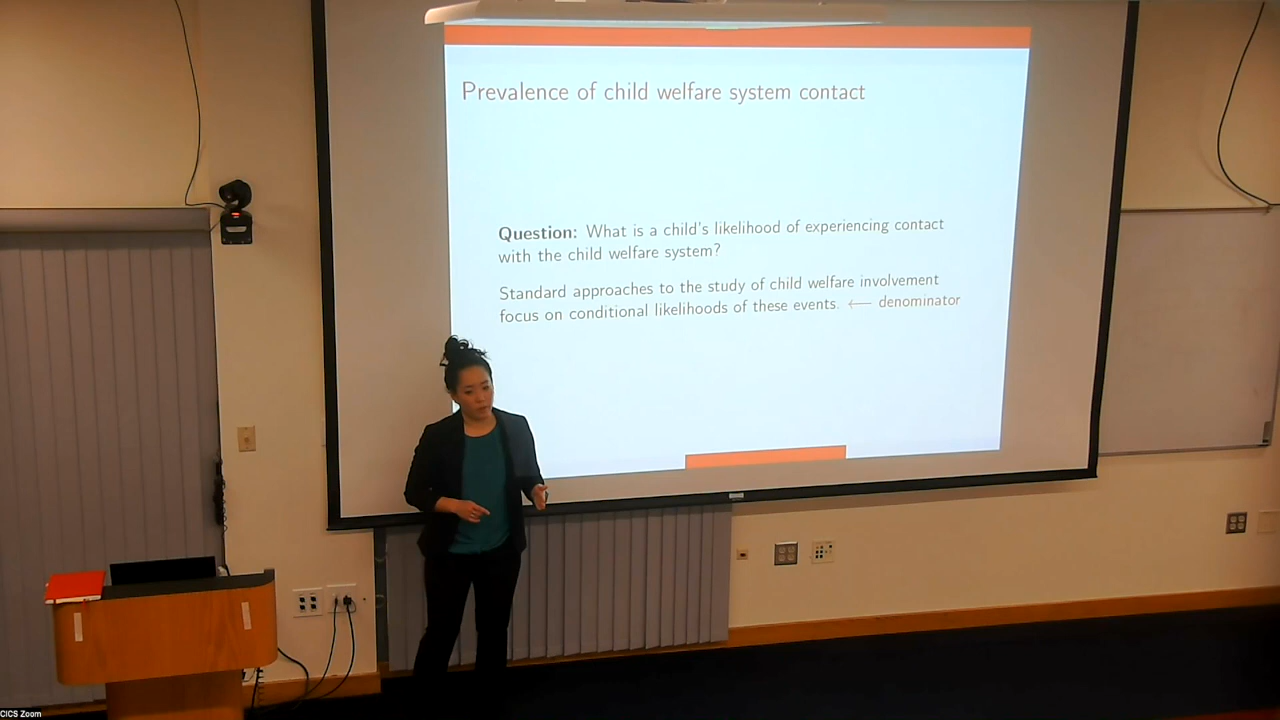 Prevalence of child welfare system contact
Question: What is a child's likelihood of experiencing contact
with the child welfare system?
Standard approaches to the study of child welfare involvement
focus on conditional likelihoods of these events. ⟵ denominator
CICS Zoom